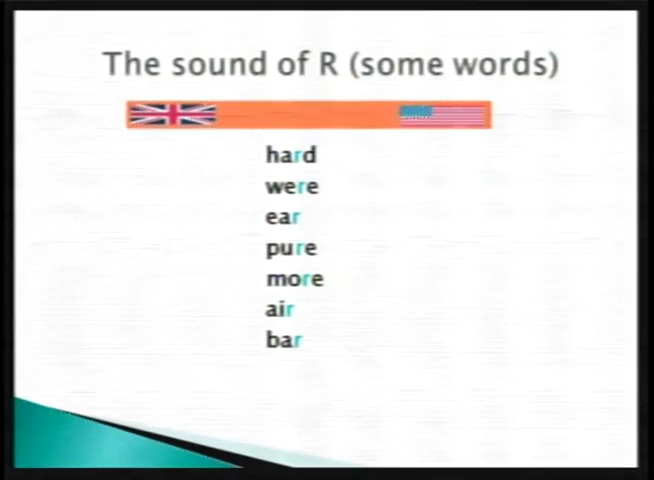 The sound of R (some words)
hard
were
ear
pure
more
air
bar